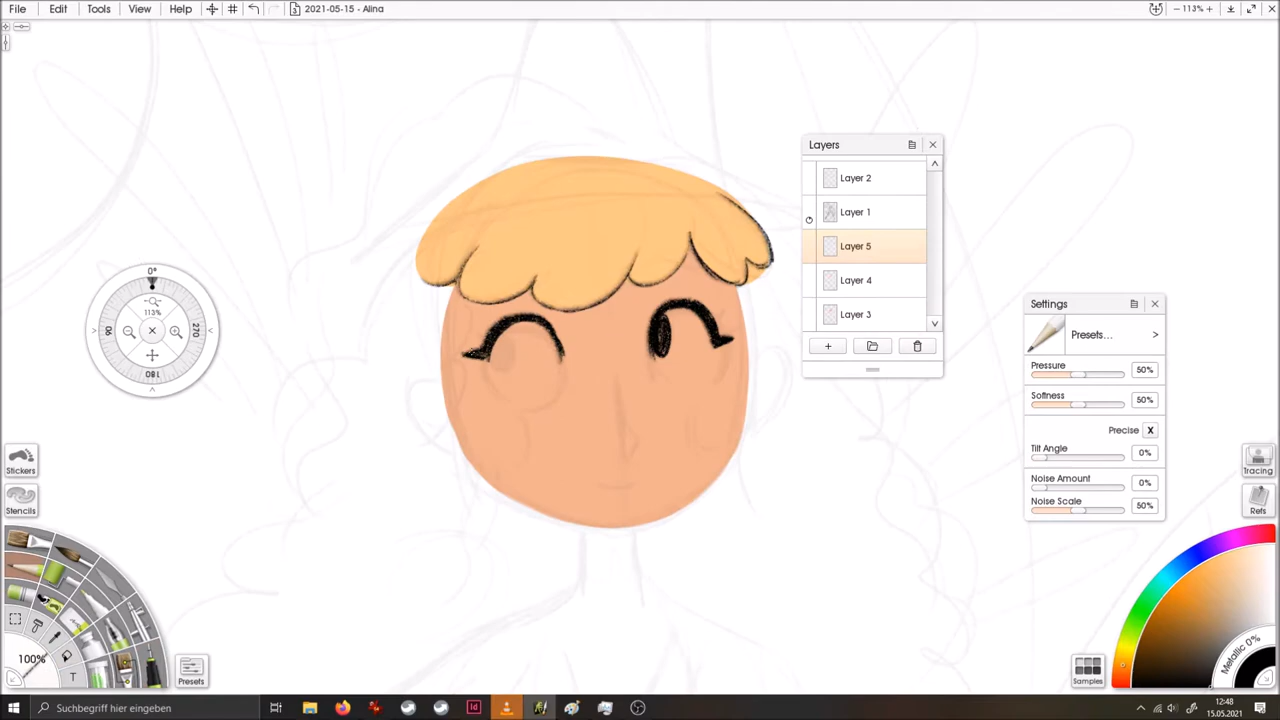 File Edit Tools View Help 2021-05-15 - Alina − 113% +
Layers
Layer 2
Layer 1
Layer 5
Layer 4
Layer 3
0°
113%
90 270
180
Settings
Presets... >
Pressure 50%
Softness 50%
Precise X
Tilt Angle 0%
Noise Amount 0%
Noise Scale 50%
Stickers
Stencils
Tracing
Refs
100%
T
Presets
Samples
Metallic 0%
Suchbegriff hier eingeben
12:48
15.05.2021